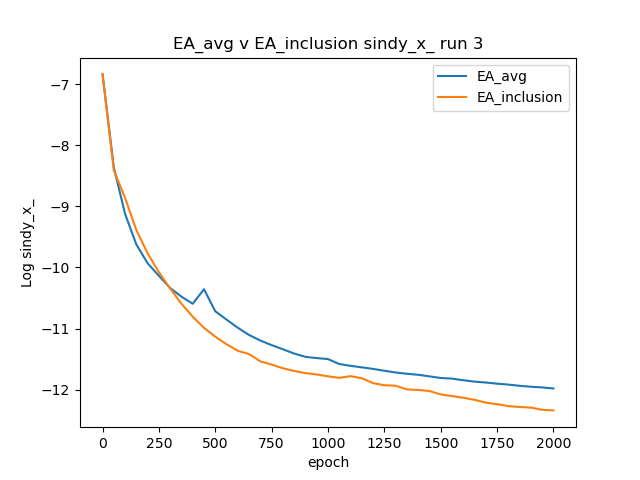 EA_avg v EA_inclusion sindy_x_ run 3
EA_avg
EA_inclusion
−7
−8
−9
−10
−11
−12
Log sindy_x_
0 250 500 750 1000 1250 1500 1750 2000
epoch